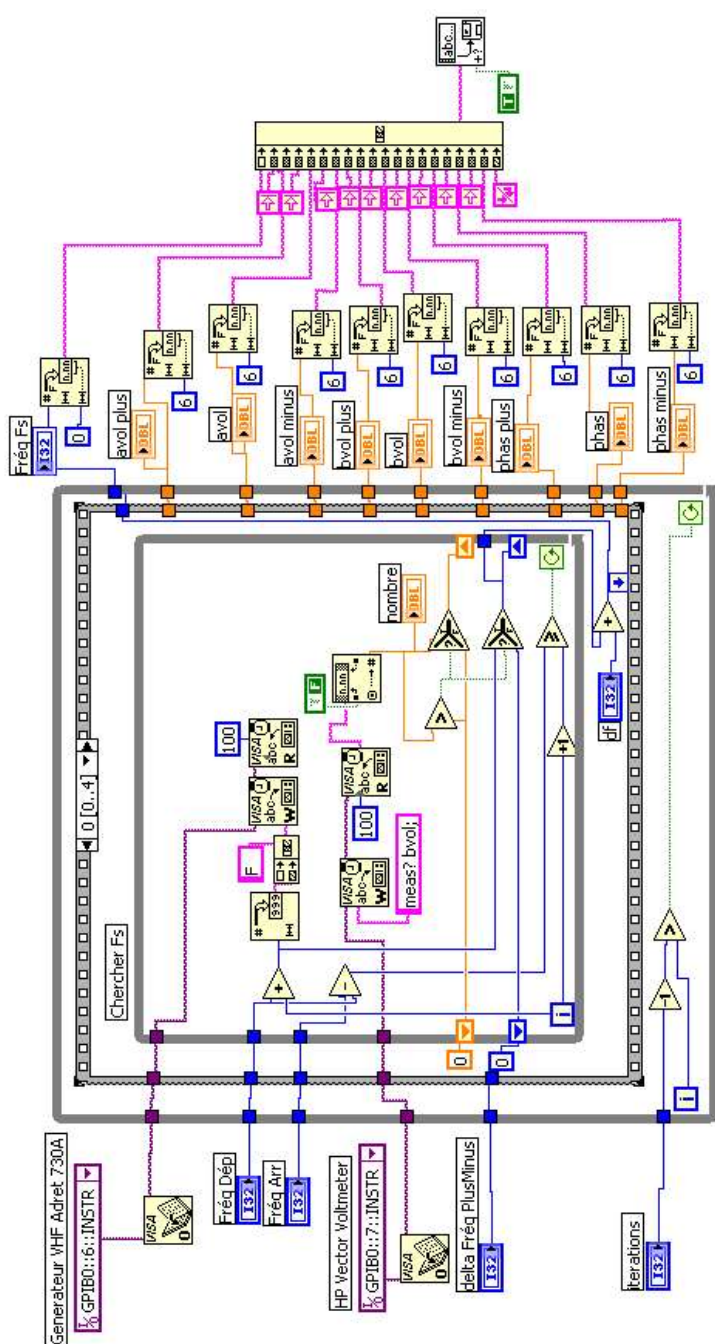 Generateur VHF Adret 730A
GPIB0::6::INSTR
VISA
Fréq Dép
I32
Fréq Arr
I32
HP Vector Voltmeter
GPIB0::7::INSTR
VISA
delta Fréq PlusMinus
I32
iterations
I32
0 [0..4]
Chercher Fs
F
999
VISA
abc
W
VISA
abc
R
100
VISA
abc
W
VISA
abc
R
100
meas? bvol;
F
nombre
DBL
0
0
i
+1
df
I32
-1
i
Fréq Fs
I32
0
avol plus
DBL
6
avol
DBL
6
avol minus
DBL
6
bvol plus
DBL
6
bvol
DBL
6
bvol minus
DBL
6
phas plus
DBL
6
phas
DBL
6
phas minus
DBL
6
abc...
T